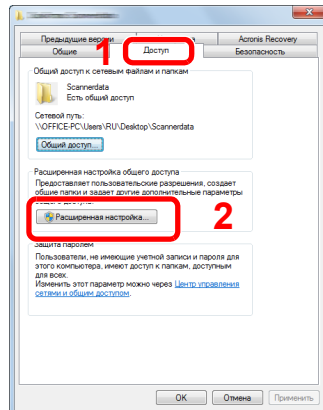 Предыдущие версии
Acronis Recovery
Общие
1
Доступ
Безопасность
Общий доступ к сетевым файлам и папкам
Scannerdata
Есть общий доступ
Сетевой путь:
\\OFFICE-PC\Users\RU\Desktop\Scannerdata
Общий доступ...
Расширенная настройка общего доступа
Предоставляет пользовательские разрешения, создает
общие папки и задает другие дополнительные параметры
общего доступа.
Расширенная настройка...
2
Защита паролем
Пользователи, не имеющие учетной записи и пароля для
этого компьютера, имеют доступ к папкам, доступным
для всех.
Изменить этот параметр можно через Центр управления
сетями и общим доступом.
OK
Отмена
Применить